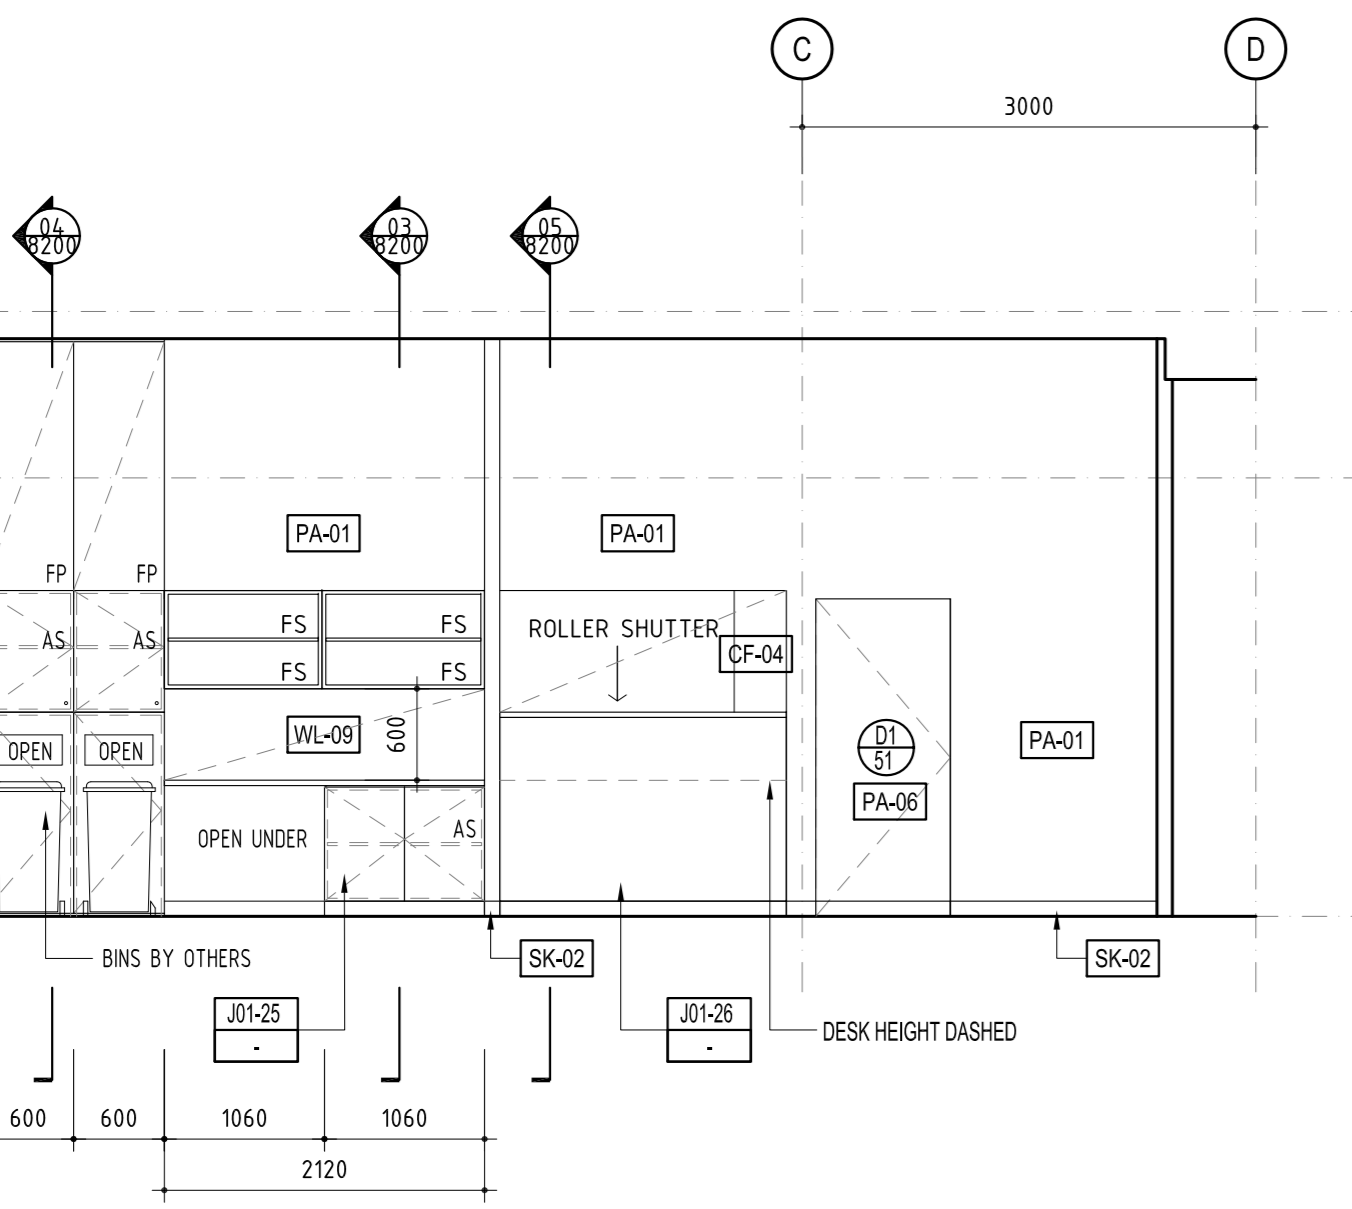 C
D
3000
04
8200
03
8200
05
8200
PA-01
PA-01
FP
FP
FS
FS
ROLLER SHUTTER
AS
AS
CF-04
FS
FS
WL-09
600
D1
51
PA-01
OPEN
OPEN
PA-06
OPEN UNDER
AS
BINS BY OTHERS
SK-02
SK-02
J01-25
-
J01-26
-
DESK HEIGHT DASHED
600
600
1060
1060
2120